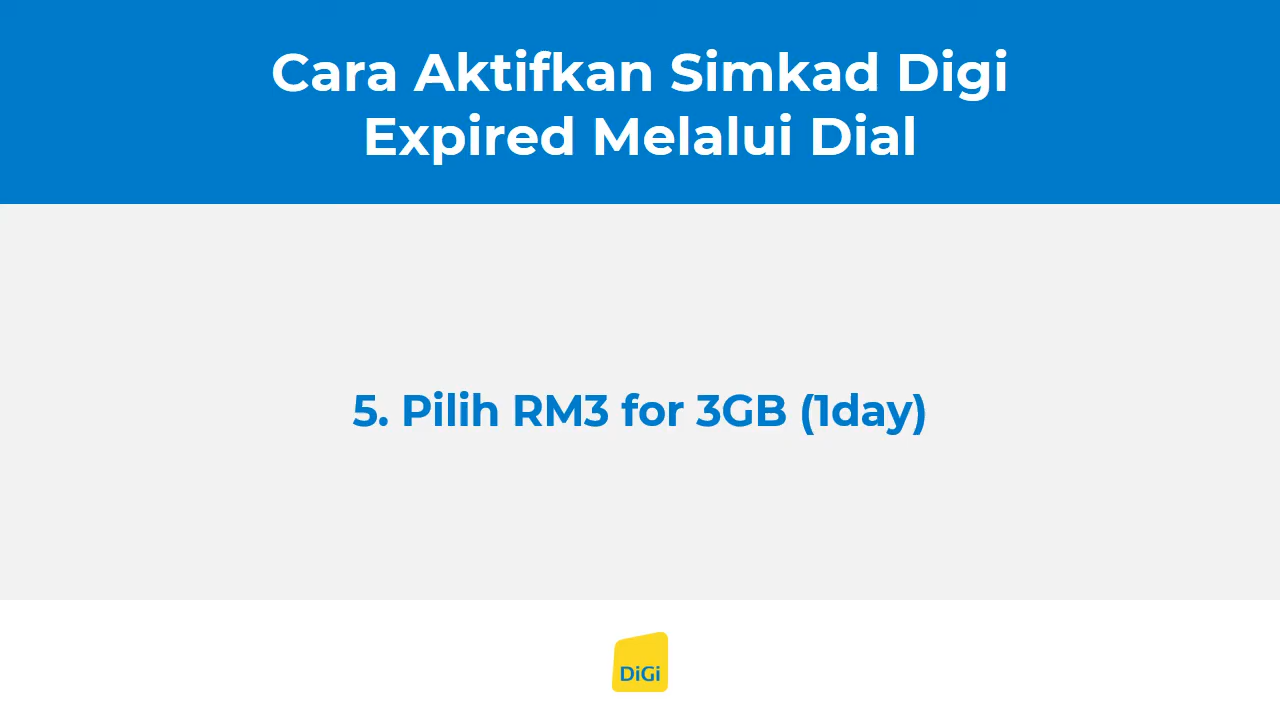 Cara Aktifkan Simkad Digi
Expired Melalui Dial
5. Pilih RM3 for 3GB (1day)
DiGi